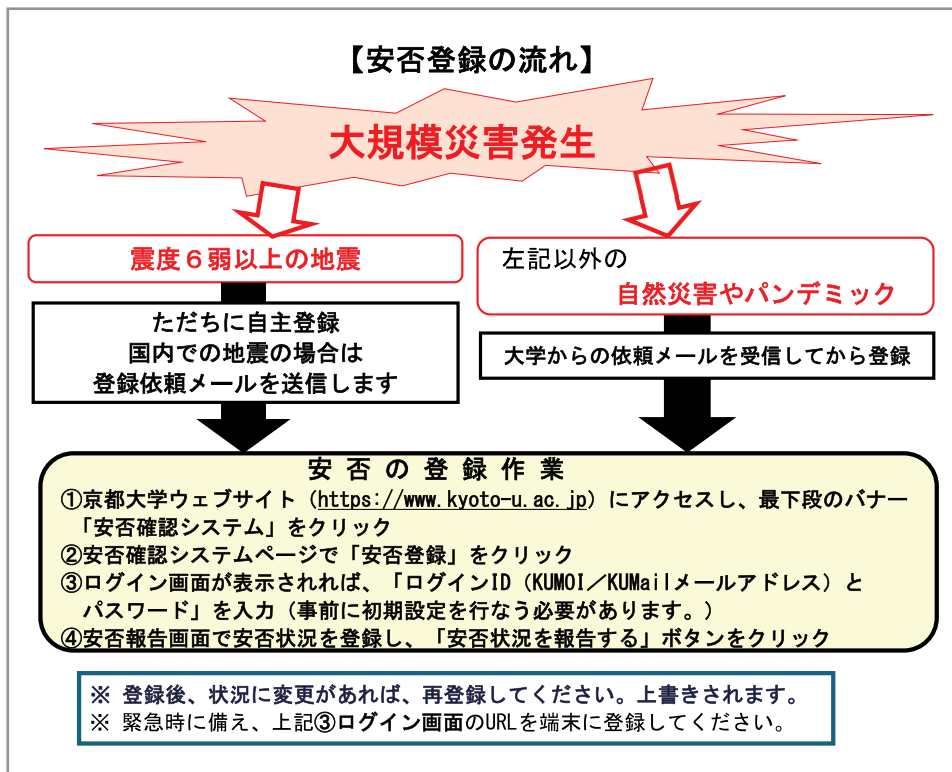 【安否登録の流れ】
大規模災害発生
震度６弱以上の地震
ただちに自主登録
国内での地震の場合は
登録依頼メールを送信します
左記以外の
自然災害やパンデミック
大学からの依頼メールを受信してから登録
安否の登録作業
①京都大学ウェブサイト（https://www.kyoto-u.ac.jp）にアクセスし、最下段のバナー
「安否確認システム」をクリック
②安否確認システムページで「安否登録」をクリック
③ログイン画面が表示されれば、「ログインID（KUMOI／KUMailメールアドレス）と
パスワード」を入力（事前に初期設定を行なう必要があります。）
④安否報告画面で安否状況を登録し、「安否状況を報告する」ボタンをクリック
※ 登録後、状況に変更があれば、再登録してください。上書きされます。
※ 緊急時に備え、上記③ログイン画面のURLを端末に登録してください。